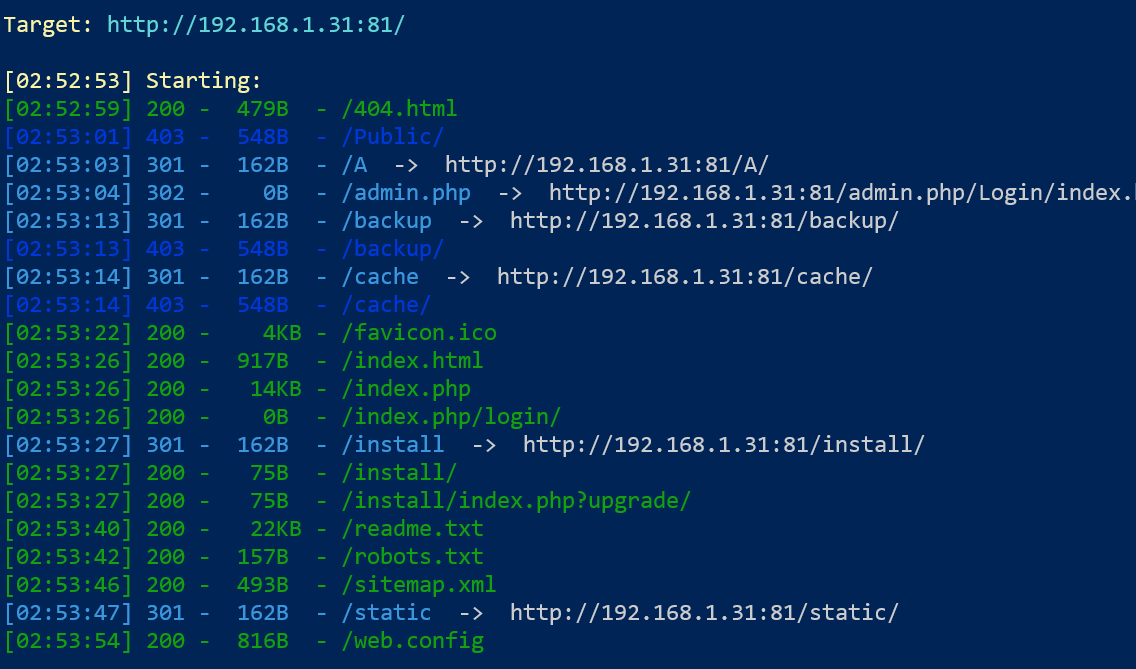 Target: http://192.168.1.31:81/
[02:52:53] Starting:
[02:52:59] 200 - 479B - /404.html
[02:53:01] 403 - 548B - /Public/
[02:53:03] 301 - 162B - /A -> http://192.168.1.31:81/A/
[02:53:04] 302 - 0B - /admin.php -> http://192.168.1.31:81/admin.php/Login/index.
[02:53:13] 301 - 162B - /backup -> http://192.168.1.31:81/backup/
[02:53:13] 403 - 548B - /backup/
[02:53:14] 301 - 162B - /cache -> http://192.168.1.31:81/cache/
[02:53:14] 403 - 548B - /cache/
[02:53:22] 200 - 4KB - /favicon.ico
[02:53:26] 200 - 917B - /index.html
[02:53:26] 200 - 14KB - /index.php
[02:53:26] 200 - 0B - /index.php/login/
[02:53:27] 301 - 162B - /install -> http://192.168.1.31:81/install/
[02:53:27] 200 - 75B - /install/
[02:53:27] 200 - 75B - /install/index.php?upgrade/
[02:53:40] 200 - 22KB - /readme.txt
[02:53:42] 200 - 157B - /robots.txt
[02:53:46] 200 - 493B - /sitemap.xml
[02:53:47] 301 - 162B - /static -> http://192.168.1.31:81/static/
[02:53:54] 200 - 816B - /web.config